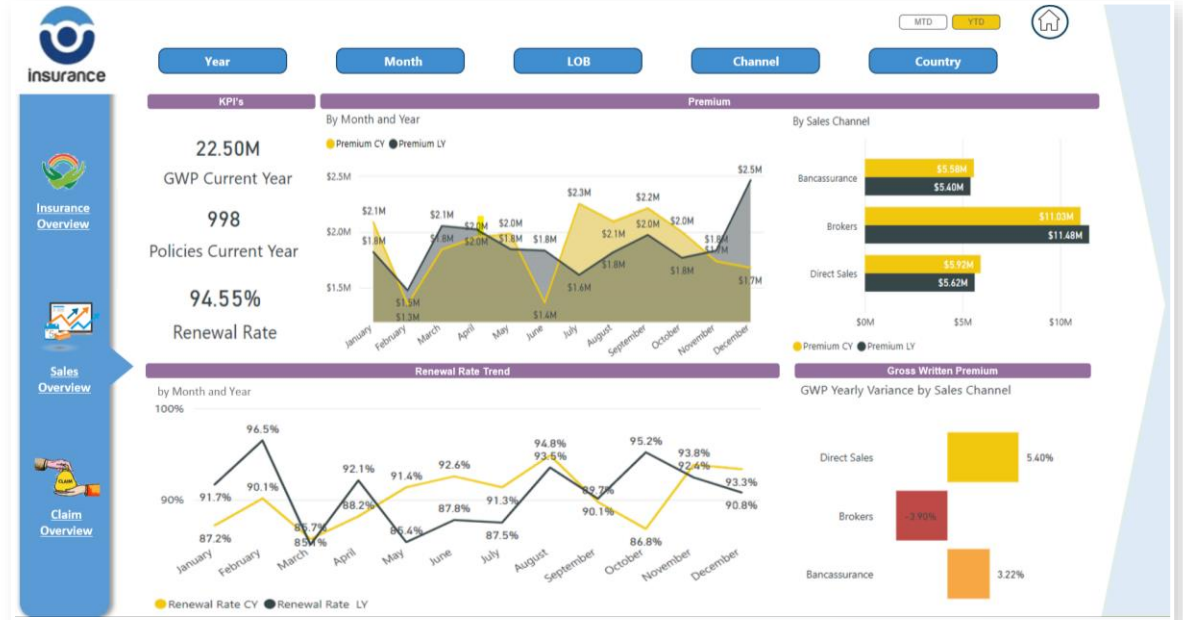 insurance
MTD
YTD
Year
Month
LOB
Channel
Country
Insurance
Overview
Sales
Overview
CLAIM
Claim
Overview
KPI's
22.50M
GWP Current Year
998
Policies Current Year
94.55%
Renewal Rate
Premium
By Month and Year
Premium CY Premium LY
$2.5M
$2.0M
$1.5M
$2.1M
$1.8M
$1.5M
$1.3M
$2.1M
$1.8M
$2.0M
$2.0M
$2.0M
$1.8M
$1.8M
$1.4M
$2.3M
$1.6M
$2.1M
$1.8M
$2.2M
$2.0M
$2.0M
$1.8M
$1.8M
$1.7M
$2.5M
$1.7M
January
February
March
April
May
June
July
August
September
October
November
December
By Sales Channel
Bancassurance
$5.58M
$5.40M
Brokers
$11.03M
$11.48M
Direct Sales
$5.92M
$5.62M
$0M
$5M
$10M
Premium CY Premium LY
Renewal Rate Trend
by Month and Year
100%
90%
91.7%
87.2%
96.5%
90.1%
85.7%
92.1%
88.2%
91.4%
85.4%
92.6%
87.8%
91.3%
87.5%
94.8%
93.5%
89.7%
90.1%
95.2%
86.8%
93.8%
92.4%
93.3%
90.8%
January
February
March
April
May
June
July
August
September
October
November
December
Renewal Rate CY Renewal Rate LY
Gross Written Premium
GWP Yearly Variance by Sales Channel
Direct Sales
5.40%
Brokers
-3.90%
Bancassurance
3.22%